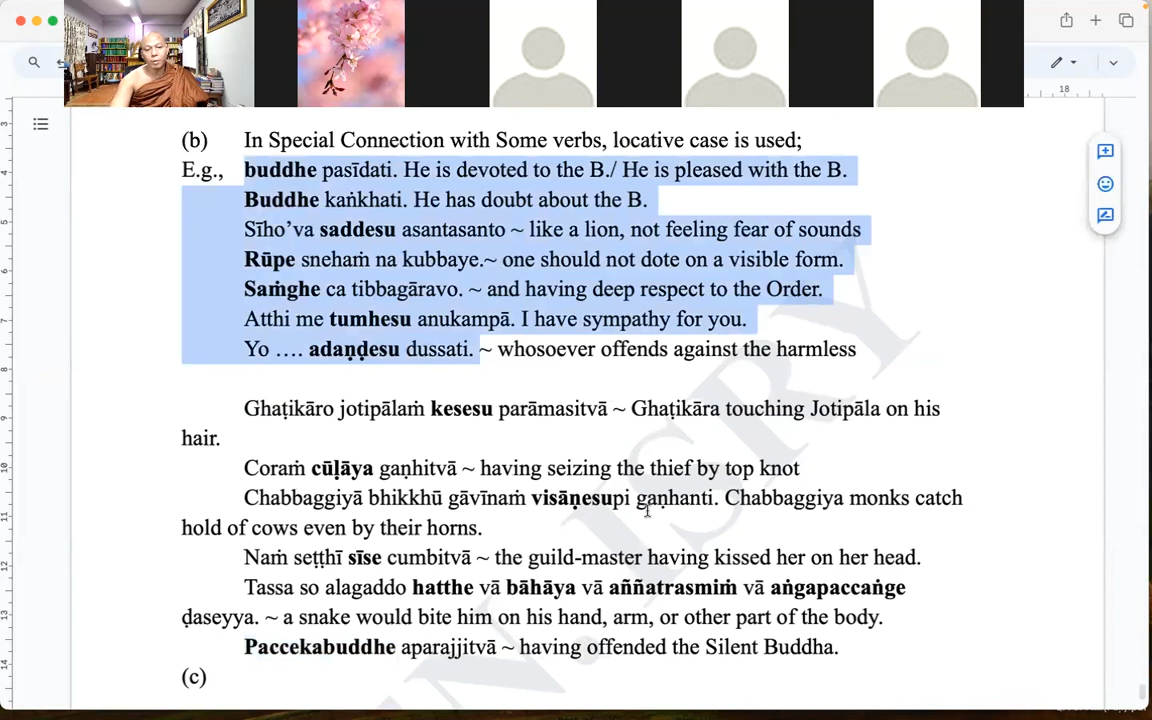 18
(b) In Special Connection with Some verbs, locative case is used;
E.g., buddhe pasīdati. He is devoted to the B./ He is pleased with the B.
Buddhe kaṅkhati. He has doubt about the B.
Sīho’va saddesu asantasanto ~ like a lion, not feeling fear of sounds
Rūpe snehaṁ na kubbaye.~ one should not dote on a visible form.
Saṁghe ca tibbagāravo. ~ and having deep respect to the Order.
Atthi me tumhesu anukampā. I have sympathy for you.
Yo …. adaṇḍesu dussati. ~ whosoever offends against the harmless
Ghaṭikāro jotipālaṁ kesesu parāmasitvā ~ Ghaṭikāra touching Jotipāla on his
hair.
Coraṁ cūḷāya gaṇhitvā ~ having seizing the thief by top knot
Chabbaggiyā bhikkhū gāvīnaṁ visāṇesupi gaṇhanti. Chabbaggiya monks catch
hold of cows even by their horns.
Naṁ seṭṭhī sīse cumbitvā ~ the guild-master having kissed her on her head.
Tassa so alagaddo hatthe vā bāhāya vā aññatrasmiṁ vā aṅgapaccaṅge
ḍaseyya. ~ a snake would bite him on his hand, arm, or other part of the body.
Paccekabuddhe aparajjitvā ~ having offended the Silent Buddha.
(c)